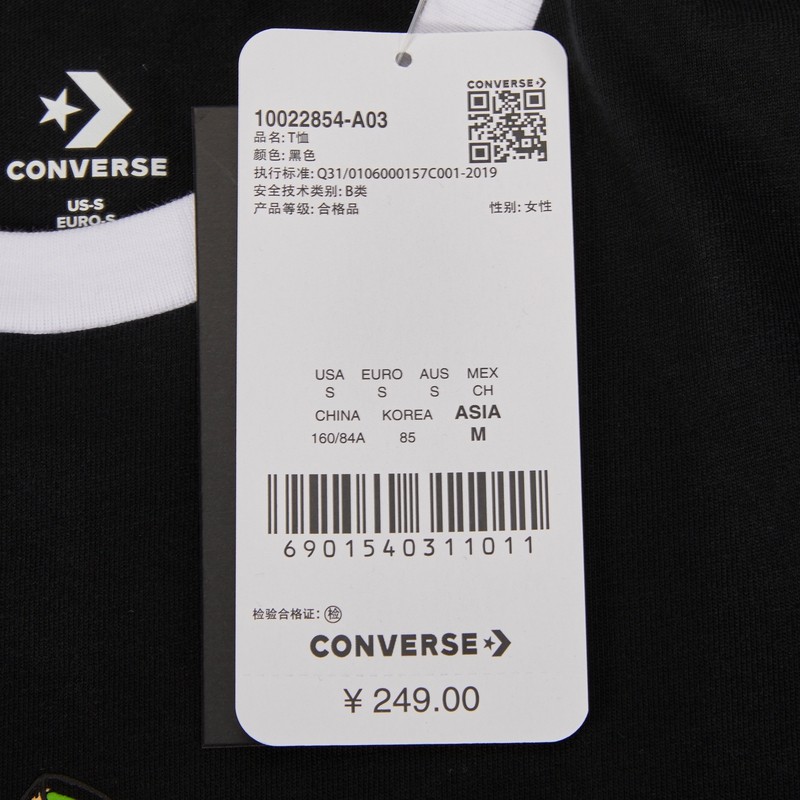 CONVERSE
US-S
EURO-S
CONVERSE
10022854-A03
品名: T恤
颜色: 黑色
执行标准: Q31/0106000157C001-2019
安全技术类别: B类
产品等级: 合格品 性别: 女性
USA EURO AUS MEX
S S S CH
CHINA KOREA ASIA
160/84A 85 M
6901540311011
检验合格证: 检
CONVERSE
¥ 249.00